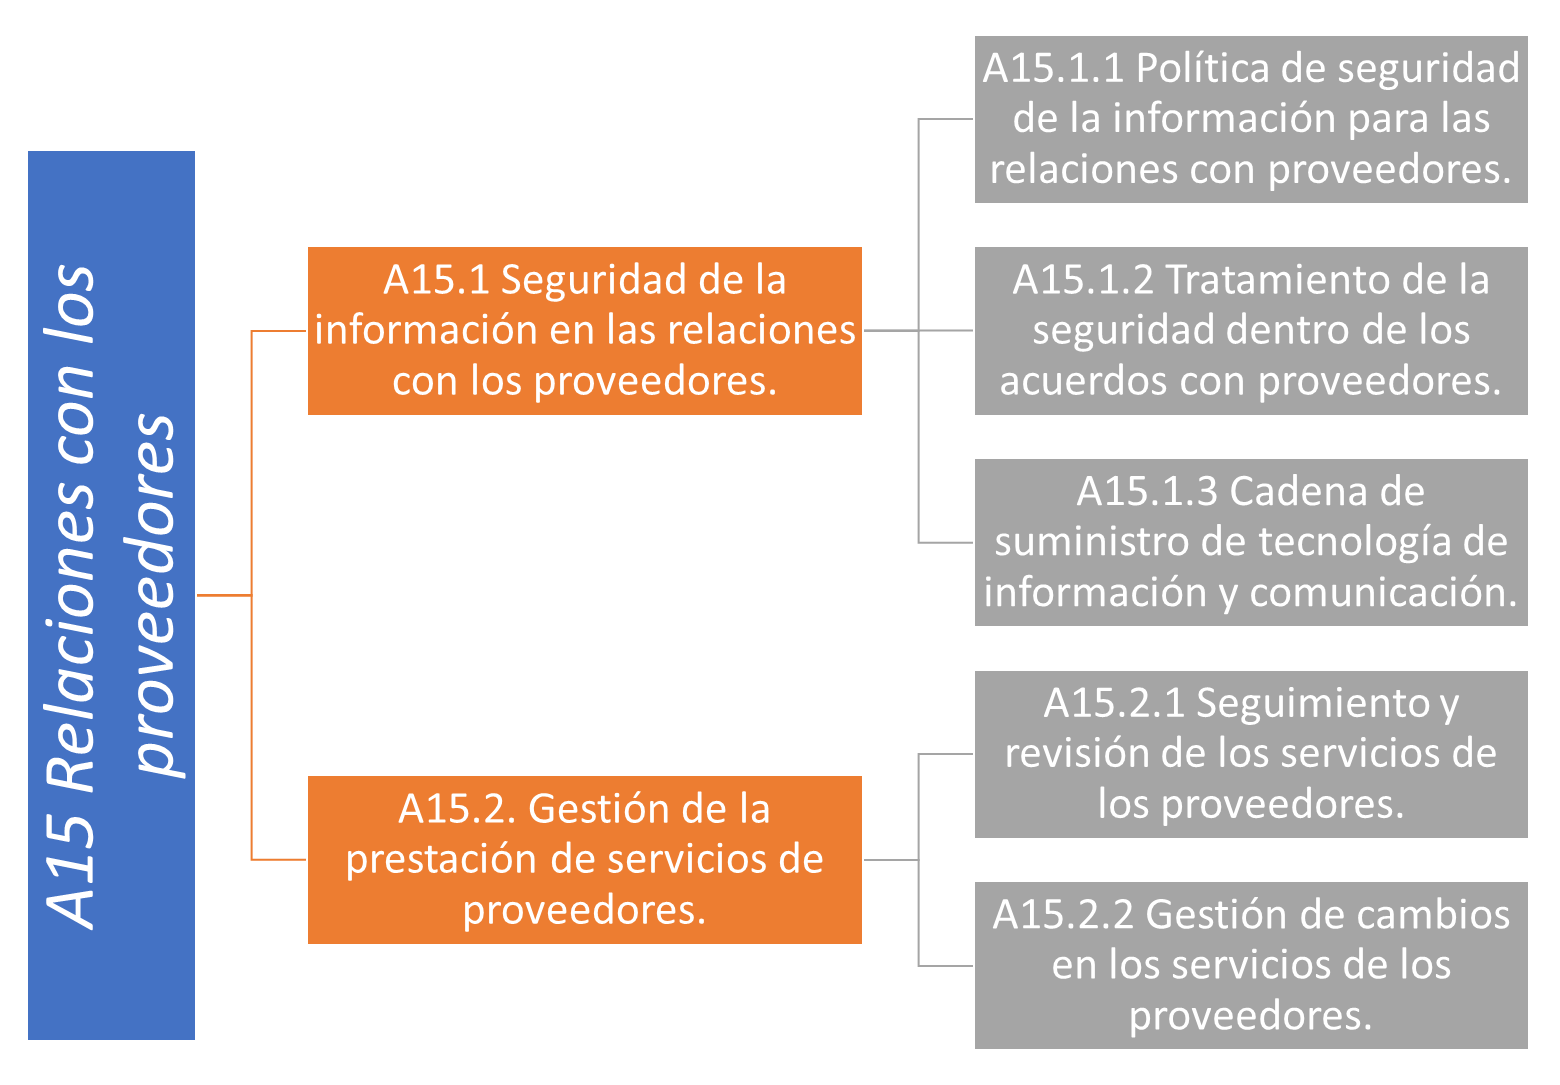 A15 Relaciones con los
proveedores
A15.1 Seguridad de la
información en las relaciones
con los proveedores.
A15.1.1 Política de seguridad
de la información para las
relaciones con proveedores.
A15.1.2 Tratamiento de la
seguridad dentro de los
acuerdos con proveedores.
A15.1.3 Cadena de
suministro de tecnología de
información y comunicación.
A15.2. Gestión de la
prestación de servicios de
proveedores.
A15.2.1 Seguimiento y
revisión de los servicios de
los proveedores.
A15.2.2 Gestión de cambios
en los servicios de los
proveedores.